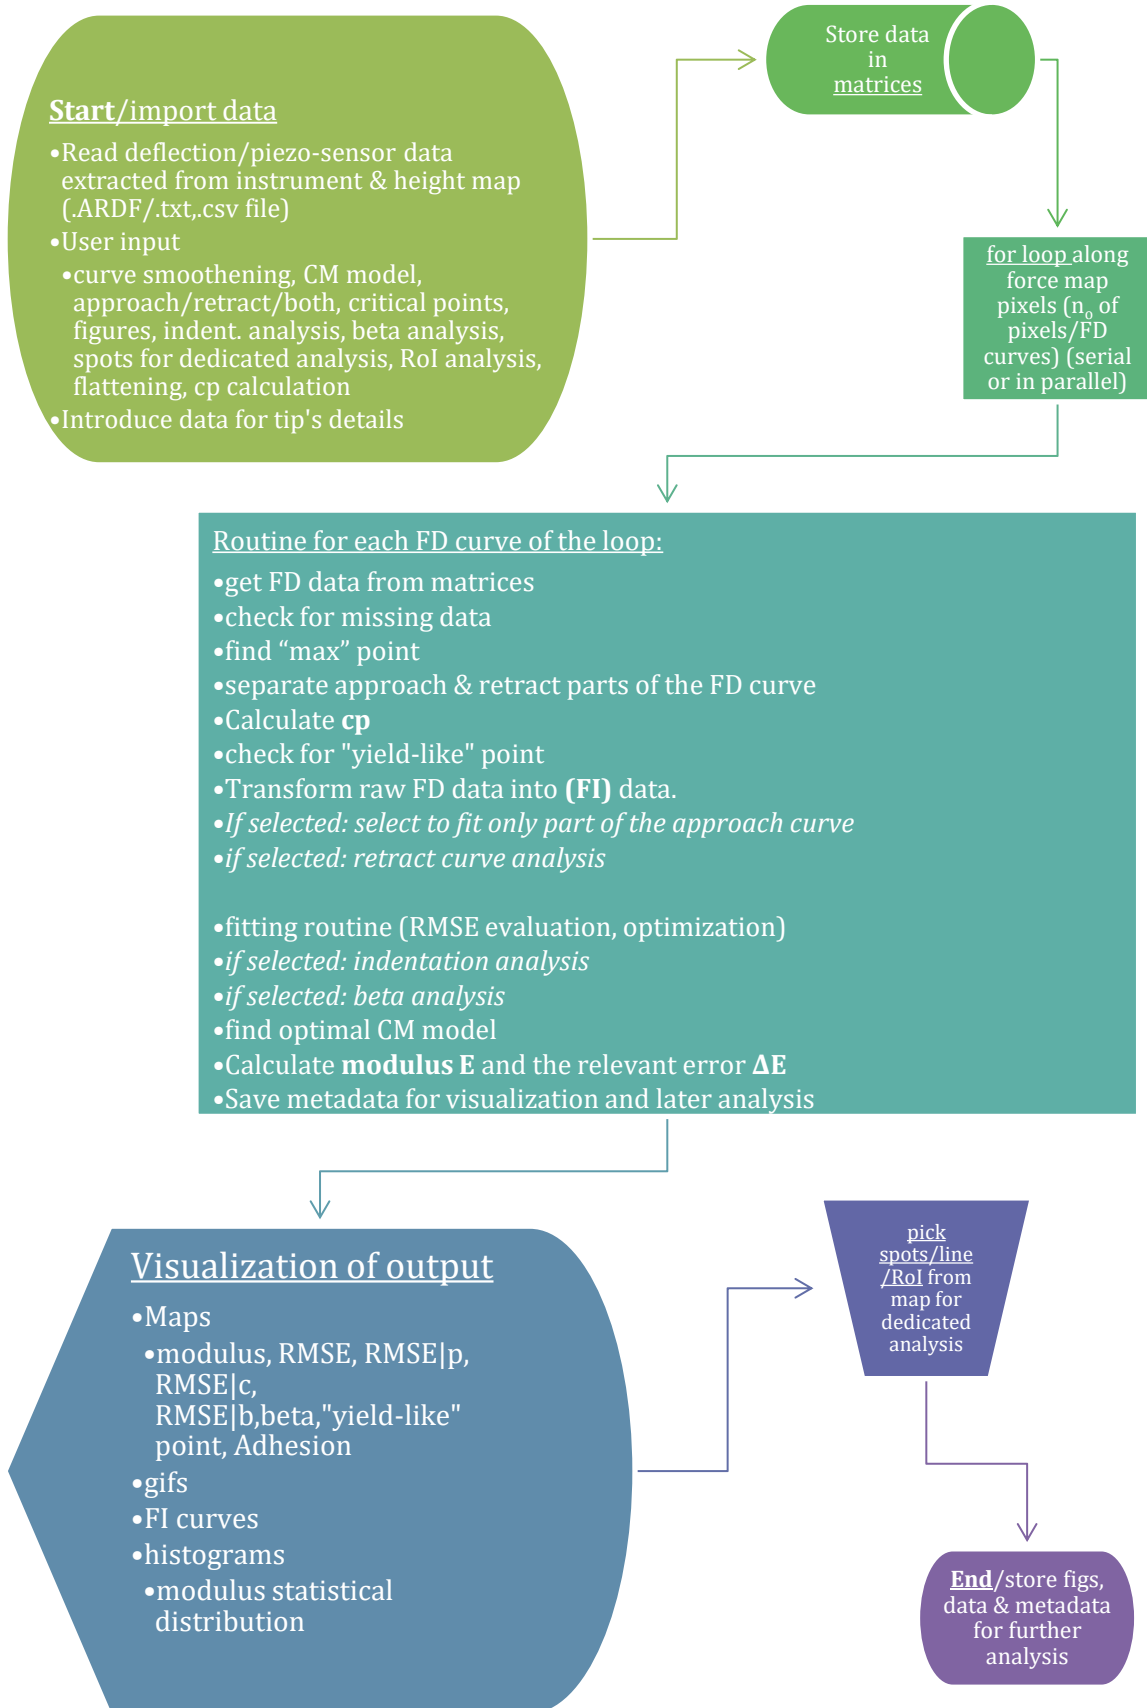 Start/import data
•Read deflection/piezo-sensor data
extracted from instrument & height map
(.ARDF/.txt,.csv file)
•User input
•curve smoothening, CM model,
approach/retract/both, critical points,
figures, indent. analysis, beta analysis,
spots for dedicated analysis, RoI analysis,
flattening, cp calculation
•Introduce data for tip's details
Store data
in
matrices
for loop along
force map
pixels (nₒ of
pixels/FD
curves) (serial
or in parallel)
Routine for each FD curve of the loop:
•get FD data from matrices
•check for missing data
•find “max” point
•separate approach & retract parts of the FD curve
•Calculate cp
•check for "yield-like" point
•Transform raw FD data into (FI) data.
•If selected: select to fit only part of the approach curve
•if selected: retract curve analysis
•fitting routine (RMSE evaluation, optimization)
•if selected: indentation analysis
•if selected: beta analysis
•find optimal CM model
•Calculate modulus E and the relevant error ΔE
•Save metadata for visualization and later analysis
Visualization of output
•Maps
•modulus, RMSE, RMSE|p,
RMSE|c,
RMSE|b,beta,"yield-like"
point, Adhesion
•gifs
•FI curves
•histograms
•modulus statistical
distribution
pick
spots/line
/RoI from
map for
dedicated
analysis
End/store figs,
data & metadata
for further
analysis